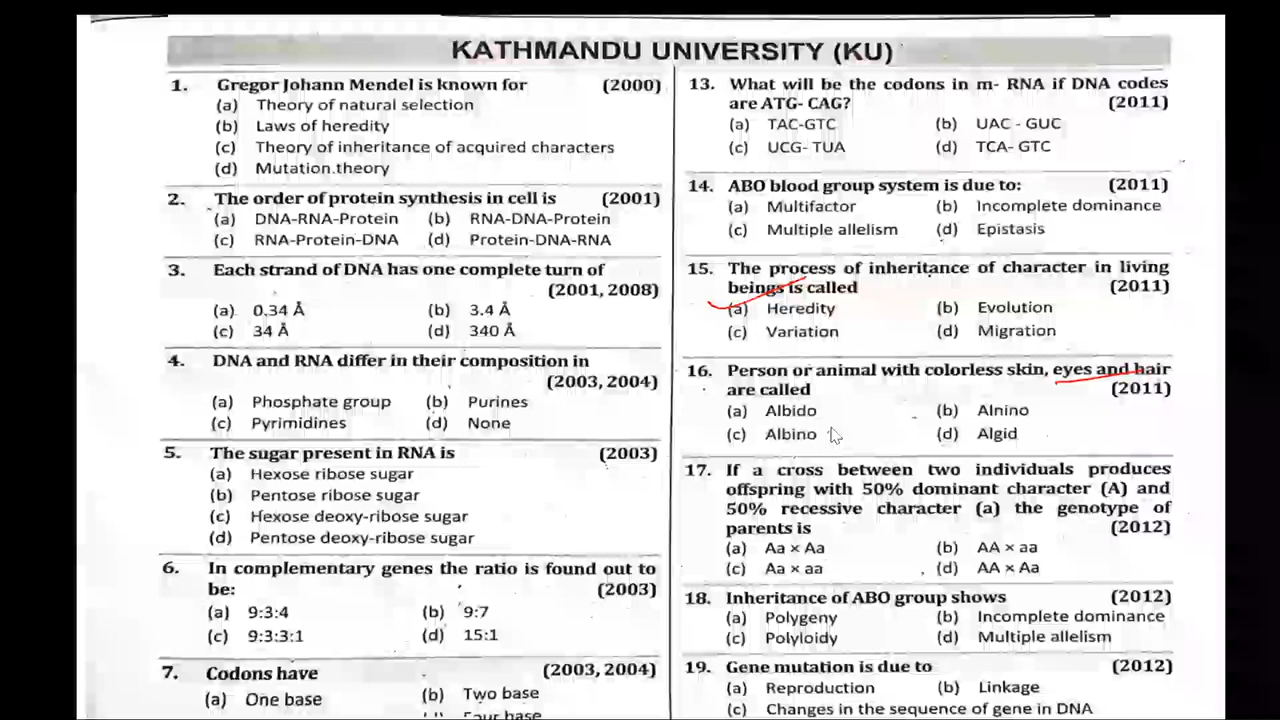 KATHMANDU UNIVERSITY (KU)
1. Gregor Johann Mendel is known for (2000)
(a) Theory of natural selection
(b) Laws of heredity
(c) Theory of inheritance of acquired characters
(d) Mutation.theory
2. The order of protein synthesis in cell is (2001)
(a) DNA-RNA-Protein (b) RNA-DNA-Protein
(c) RNA-Protein-DNA (d) Protein-DNA-RNA
3. Each strand of DNA has one complete turn of
(2001, 2008)
(a) 0.34 Å (b) 3.4 Å
(c) 34 Å (d) 340 Å
4. DNA and RNA differ in their composition in
(2003, 2004)
(a) Phosphate group (b) Purines
(c) Pyrimidines (d) None
5. The sugar present in RNA is (2003)
(a) Hexose ribose sugar
(b) Pentose ribose sugar
(c) Hexose deoxy-ribose sugar
(d) Pentose deoxy-ribose sugar
6. In complementary genes the ratio is found out to
be: (2003)
(a) 9:3:4 (b) 9:7
(c) 9:3:3:1 (d) 15:1
7. Codons have (2003, 2004)
(a) One base (b) Two base
Four base
13. What will be the codons in m- RNA if DNA codes
are ATG- CAG? (2011)
(a) TAC-GTC (b) UAC - GUC
(c) UCG- TUA (d) TCA- GTC
14. ABO blood group system is due to: (2011)
(a) Multifactor (b) Incomplete dominance
(c) Multiple allelism (d) Epistasis
15. The process of inheritance of character in living
beings is called (2011)
(a) Heredity (b) Evolution
(c) Variation (d) Migration
16. Person or animal with colorless skin, eyes and hair
are called (2011)
(a) Albido (b) Alnino
(c) Albino (d) Algid
17. If a cross between two individuals produces
offspring with 50% dominant character (A) and
50% recessive character (a) the genotype of
parents is (2012)
(a) Aa × Aa (b) AA × aa
(c) Aa × aa (d) AA × Aa
18. Inheritance of ABO group shows (2012)
(a) Polygeny (b) Incomplete dominance
(c) Polyloidy (d) Multiple allelism
19. Gene mutation is due to (2012)
(a) Reproduction (b) Linkage
(c) Changes in the sequence of gene in DNA